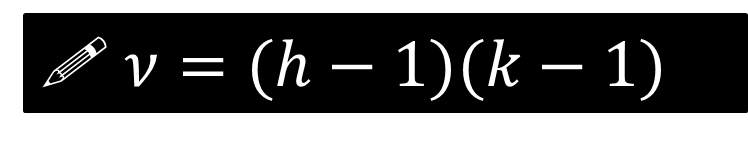 ν = (h − 1)(k − 1)